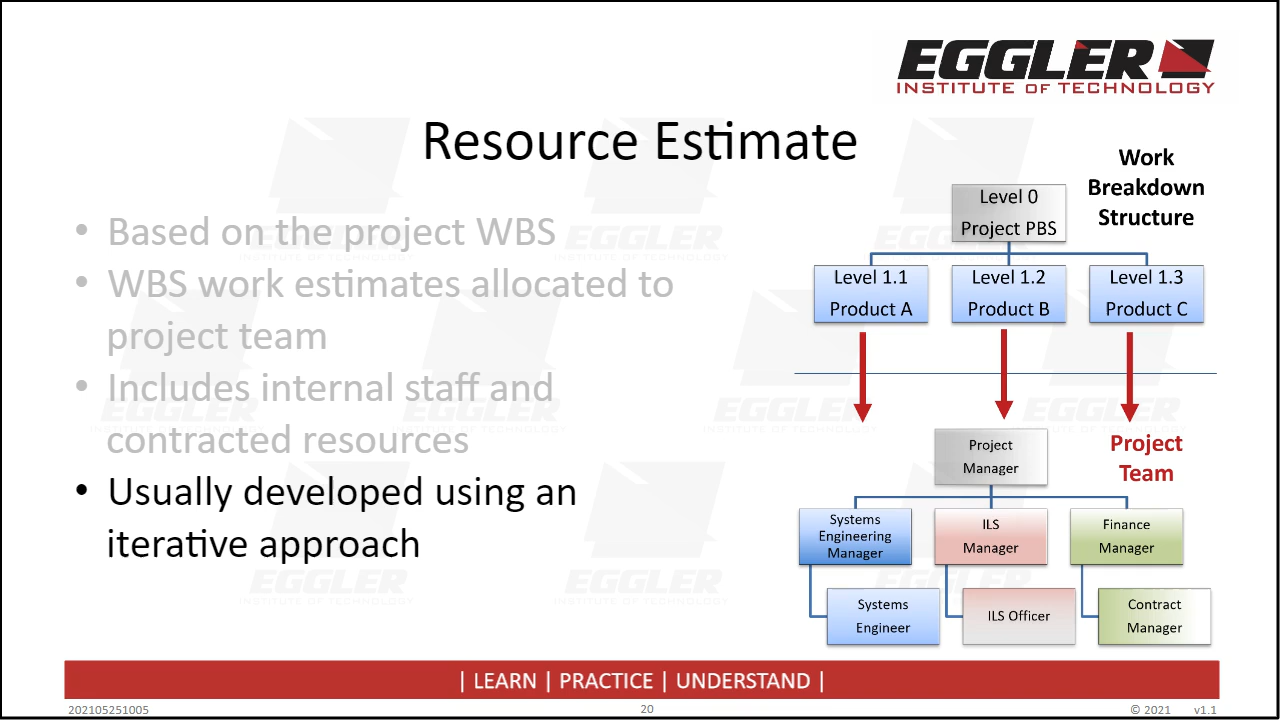 EGGLER
INSTITUTE OF TECHNOLOGY
Resource Estimate
• Based on the project WBS
• WBS work estimates allocated to
project team
• Includes internal staff and
contracted resources
• Usually developed using an
iterative approach
Work
Breakdown
Structure
Level 0
Project PBS
Level 1.1
Product A
Level 1.2
Product B
Level 1.3
Product C
Project
Team
Project
Manager
Systems
Engineering
Manager
ILS
Manager
Finance
Manager
Systems
Engineer
ILS Officer
Contract
Manager
| LEARN | PRACTICE | UNDERSTAND |
202105251005
20
© 2021 v1.1